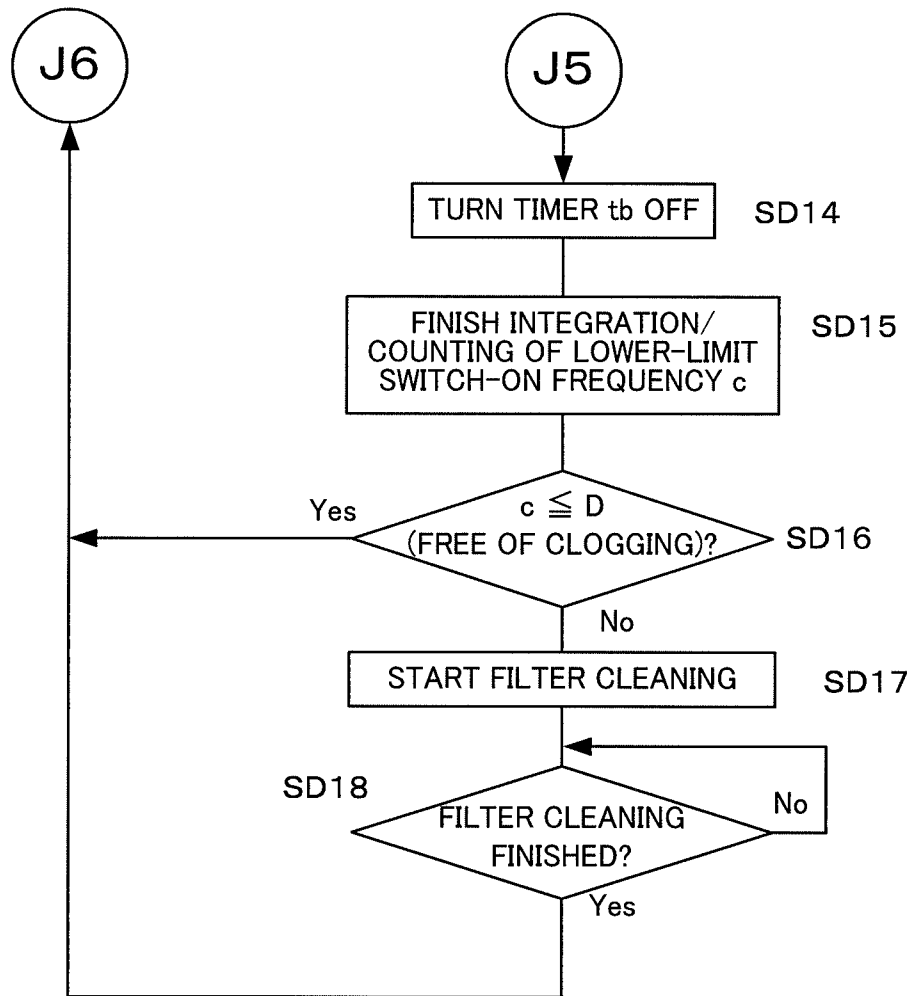 J6
J5
TURN TIMER tb OFF
SD14
FINISH INTEGRATION/
COUNTING OF LOWER-LIMIT
SWITCH-ON FREQUENCY c
SD15
c ≦ D
(FREE OF CLOGGING)?
Yes
SD16
No
START FILTER CLEANING
SD17
SD18
FILTER CLEANING
FINISHED?
No
Yes